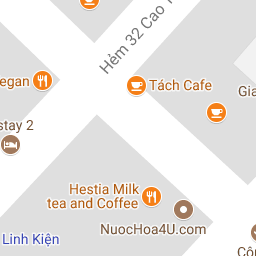 Hẻm 32 Cao
egan
Tách Cafe
Gia
stay 2
Hestia Milk
tea and Coffee
NuocHoa4U.com
Linh Kiện
Côn